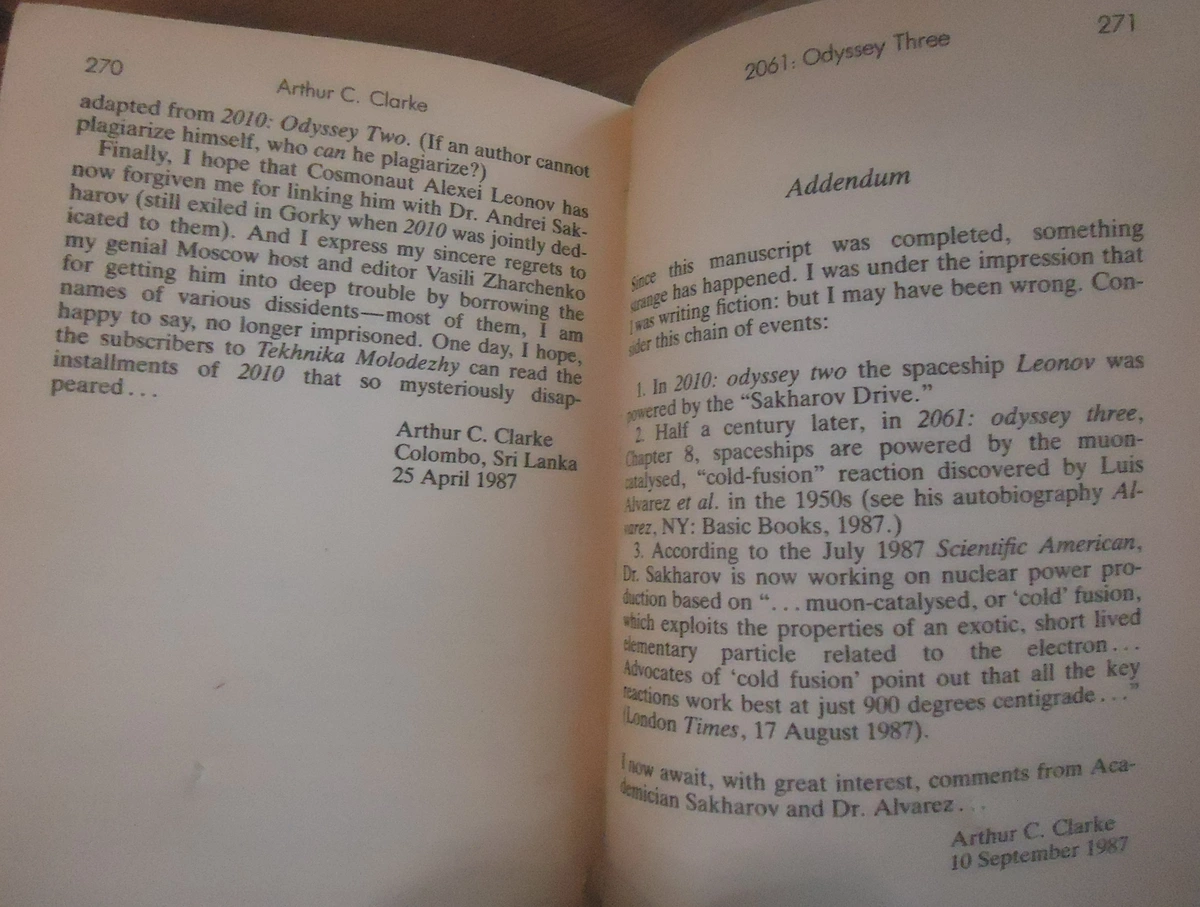 270
Arthur C. Clarke
adapted from 2010: Odyssey Two. (If an author cannot
plagiarize himself, who can he plagiarize?)
Finally, I hope that Cosmonaut Alexei Leonov has
now forgiven me for linking him with Dr. Andrei Sak-
harov (still exiled in Gorky when 2010 was jointly ded-
icated to them). And I express my sincere regrets to
my genial Moscow host and editor Vasili Zharchenko
for getting him into deep trouble by borrowing the
names of various dissidents—most of them, I am
happy to say, no longer imprisoned. One day, I hope,
the subscribers to Tekhnika Molodezhy can read the
installments of 2010 that so mysteriously disap-
peared...
Arthur C. Clarke
Colombo, Sri Lanka
25 April 1987
2061: Odyssey Three
271
Addendum
Since this manuscript was completed, something
strange has happened. I was under the impression that
I was writing fiction: but I may have been wrong. Con-
sider this chain of events:
1. In 2010: odyssey two the spaceship Leonov was
powered by the “Sakharov Drive.”
2. Half a century later, in 2061: odyssey three,
Chapter 8, spaceships are powered by the muon-
catalysed, “cold-fusion” reaction discovered by Luis
Alvarez et al. in the 1950s (see his autobiography Al-
varez, NY: Basic Books, 1987.)
3. According to the July 1987 Scientific American,
Dr. Sakharov is now working on nuclear power pro-
duction based on “...muon-catalysed, or ‘cold’ fusion,
which exploits the properties of an exotic, short lived
elementary particle related to the electron...
Advocates of ‘cold fusion’ point out that all the key
reactions work best at just 900 degrees centigrade...”
(London Times, 17 August 1987).
I now await, with great interest, comments from Aca-
demician Sakharov and Dr. Alvarez...
Arthur C. Clarke
10 September 1987